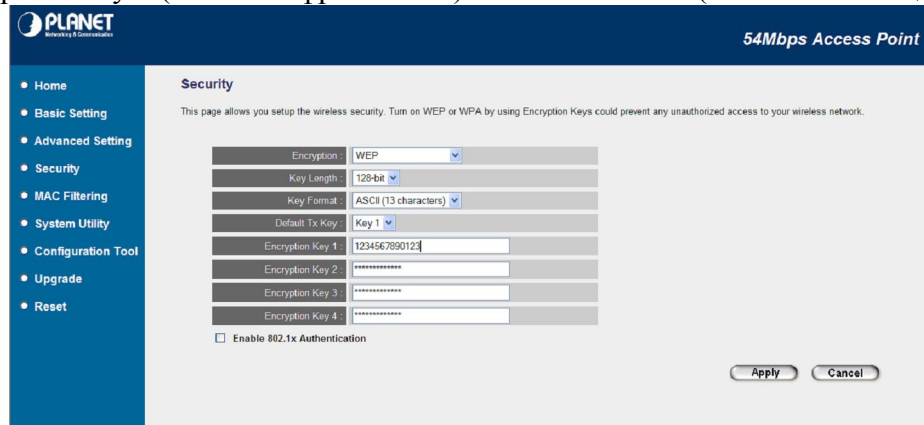 PLANET
Networking & Communication
54Mbps Access Point
Home
Basic Setting
Advanced Setting
Security
MAC Filtering
System Utility
Configuration Tool
Upgrade
Reset
Security
This page allows you setup the wireless security. Turn on WEP or WPA by using Encryption Keys could prevent any unauthorized access to your wireless network.
Encryption : WEP
Key Length : 128-bit
Key Format : ASCII (13 characters)
Default Tx Key : Key 1
Encryption Key 1 : 1234567890123
Encryption Key 2 : *************
Encryption Key 3 : *************
Encryption Key 4 : *************
Enable 802.1x Authentication
Apply Cancel